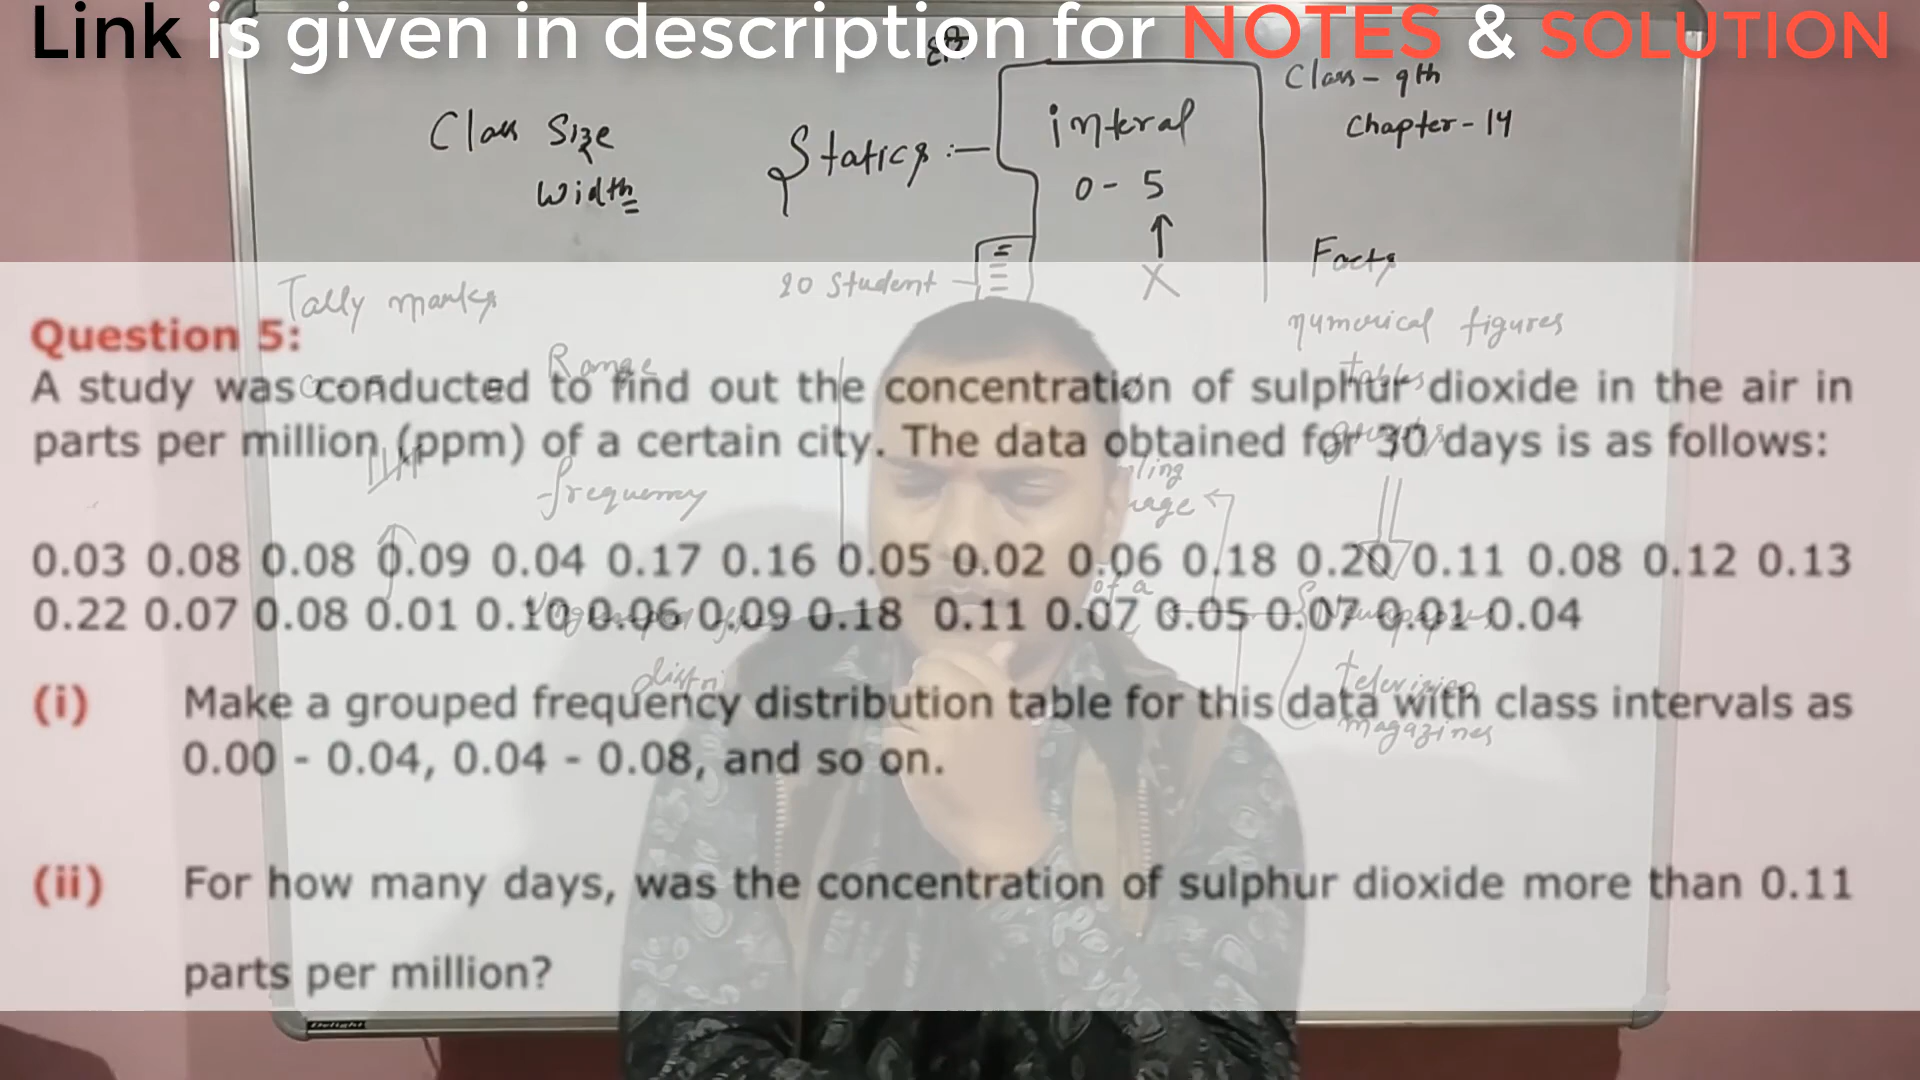 Link is given in description for NOTES & SOLUTION
Class - 9th
Chapter - 14
Class Size
Width
Statics :-
interal
0 - 5
X
20 Student
Facts
numerical figures
tables
Tally marks
Range
frequency
television
magazines
Question 5:
A study was conducted to find out the concentration of sulphur dioxide in the air in
parts per million (ppm) of a certain city. The data obtained for 30 days is as follows:
0.03 0.08 0.08 0.09 0.04 0.17 0.16 0.05 0.02 0.06 0.18 0.20 0.11 0.08 0.12 0.13
0.22 0.07 0.08 0.01 0.10 0.06 0.09 0.18 0.11 0.07 0.05 0.07 0.01 0.04
(i) Make a grouped frequency distribution table for this data with class intervals as
0.00 - 0.04, 0.04 - 0.08, and so on.
(ii) For how many days, was the concentration of sulphur dioxide more than 0.11
parts per million?
Delight